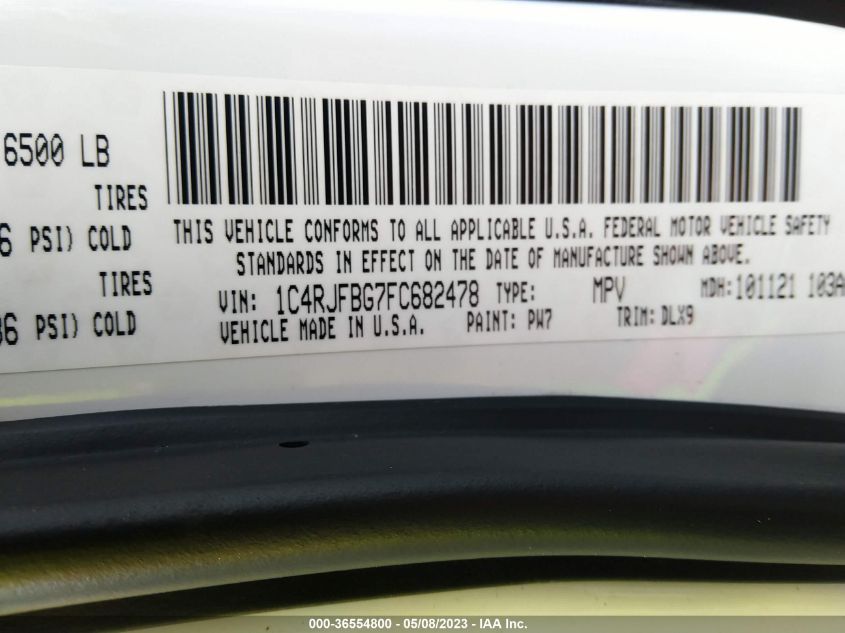 6500 LB
TIRES
PSI) COLD
TIRES
PSI) COLD
THIS VEHICLE CONFORMS TO ALL APPLICABLE U.S.A. FEDERAL MOTOR VEHICLE SAFETY
STANDARDS IN EFFECT ON THE DATE OF MANUFACTURE SHOWN ABOVE.
VIN: 1C4RJFBG7FC682478 TYPE: MPV MDH: 101121 103A
VEHICLE MADE IN U.S.A. PAINT: PW7 TRIM: DLX9
000-36554800 - 05/08/2023 - IAA Inc.